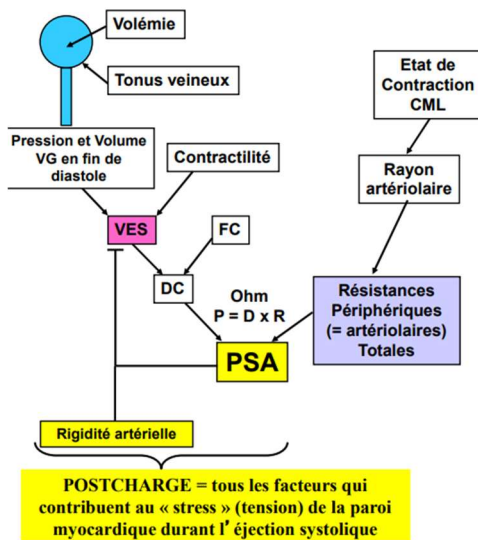 Volémie
Tonus veineux
Etat de
Contraction
CML
Pression et Volume
VG en fin de
diastole
Contractilité
Rayon
artériolaire
VES
FC
DC
Ohm
P = D x R
Résistances
Périphériques
(= artériolaires)
Totales
PSA
Rigidité artérielle
POSTCHARGE = tous les facteurs qui
contribuent au « stress » (tension) de la paroi
myocardique durant l’éjection systolique